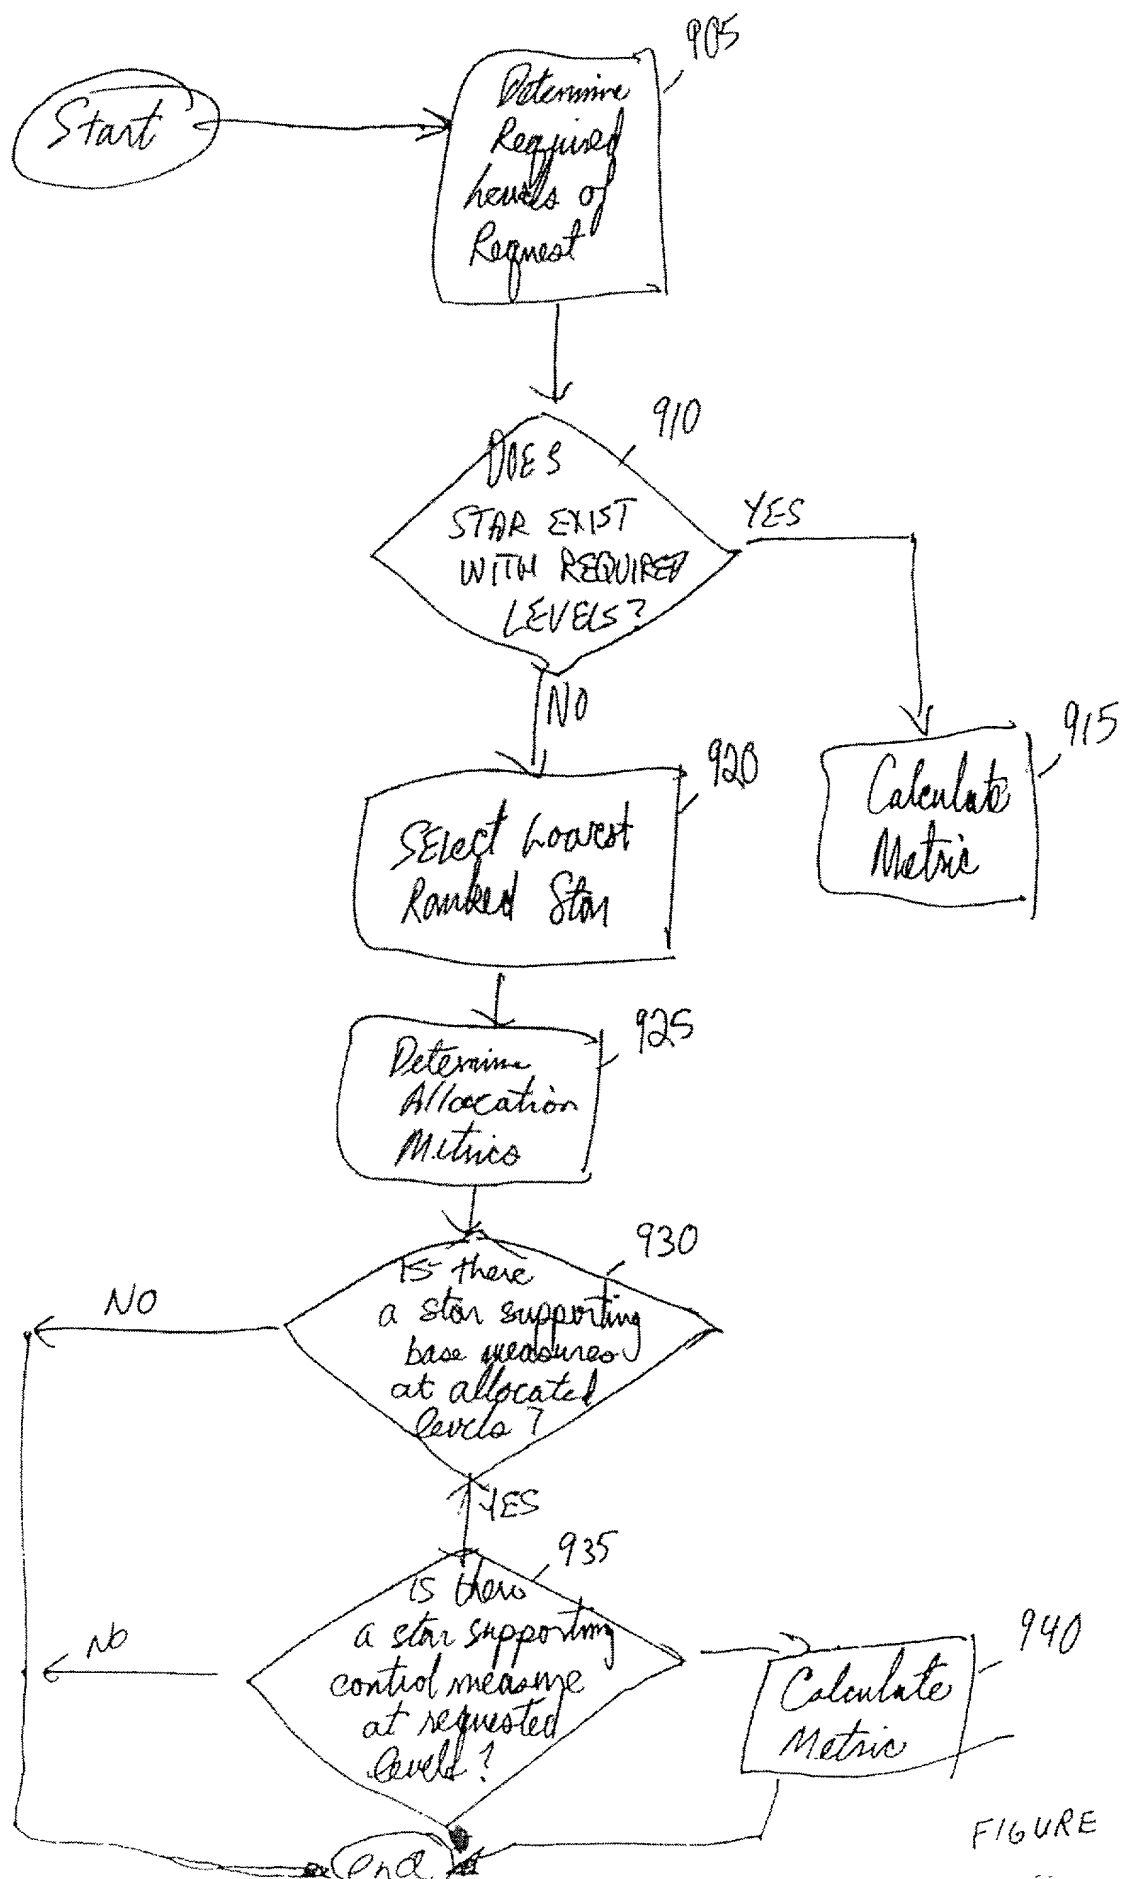 905
Start
Determine
Required
Levels of
Request
910
DOES
STAR EXIST
WITH REQUIRED
LEVELS?
YES
NO
915
Calculate
Metric
920
SELect Lowest
Ranked Star
925
Determine
Allocation
Metrics
930
Is there
a star supporting
base measures
at allocated
levels?
NO
YES
935
Is there
a star supporting
control measure
at requested
levels?
NO
940
Calculate
Metric
FIGURE
end